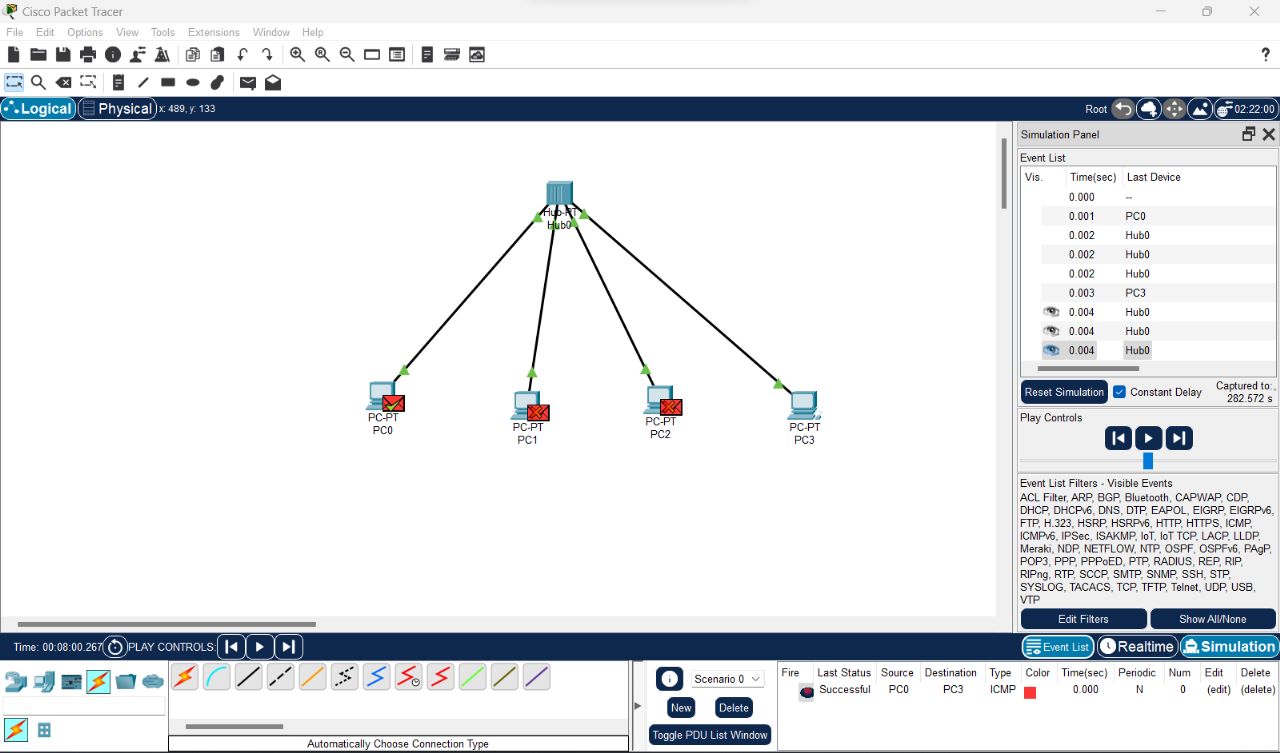 Cisco Packet Tracer
File Edit Options View Tools Extensions Window Help
?
Logical Physical x: 489, y: 133 Root 02:22:00
Hub-PT
Hub0
PC-PT
PC0
PC-PT
PC1
PC-PT
PC2
PC-PT
PC3
Simulation Panel
Event List
Vis. Time(sec) Last Device
0.000 --
0.001 PC0
0.002 Hub0
0.002 Hub0
0.002 Hub0
0.003 PC3
0.004 Hub0
0.004 Hub0
0.004 Hub0
Reset Simulation Constant Delay Captured to:
282.572 s
Play Controls
Event List Filters - Visible Events
ACL Filter, ARP, BGP, Bluetooth, CAPWAP, CDP,
DHCP, DHCPv6, DNS, DTP, EAPOL, EIGRP, EIGRPv6,
FTP, H.323, HSRP, HSRPv6, HTTP, HTTPS, ICMP,
ICMPv6, IPSec, ISAKMP, IoT, IoT TCP, LACP, LLDP,
Meraki, NDP, NETFLOW, NTP, OSPF, OSPFv6, PAgP,
POP3, PPP, PPPoED, PTP, RADIUS, REP, RIP,
RIPng, RTP, SCCP, SMTP, SNMP, SSH, STP,
SYSLOG, TACACS, TCP, TFTP, Telnet, UDP, USB,
VTP
Edit Filters Show All/None
Time: 00:08:00.267 PLAY CONTROLS: Event List Realtime Simulation
Automatically Choose Connection Type
Scenario 0
New Delete
Toggle PDU List Window
Fire Last Status Source Destination Type Color Time(sec) Periodic Num Edit Delete
Successful PC0 PC3 ICMP 0.000 N 0 (edit) (delete)